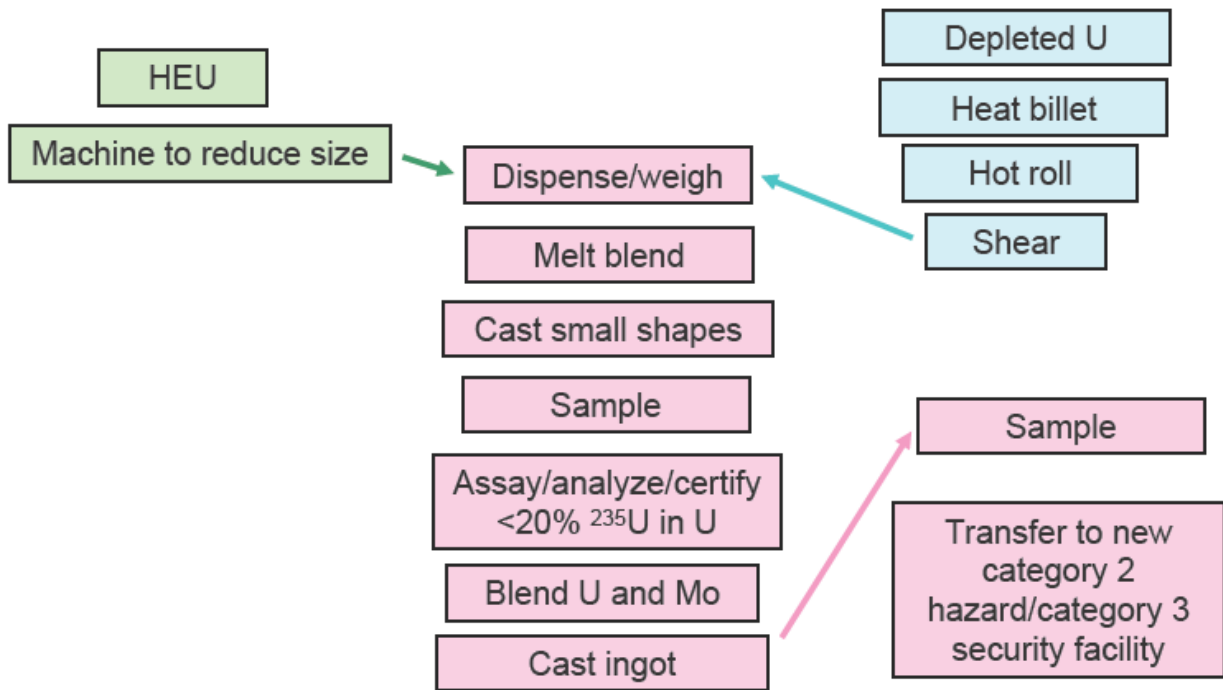 HEU
Machine to reduce size
Depleted U
Heat billet
Hot roll
Shear
Dispense/weigh
Melt blend
Cast small shapes
Sample
Assay/analyze/certify
<20% ²³⁵U in U
Blend U and Mo
Cast ingot
Sample
Transfer to new
category 2
hazard/category 3
security facility